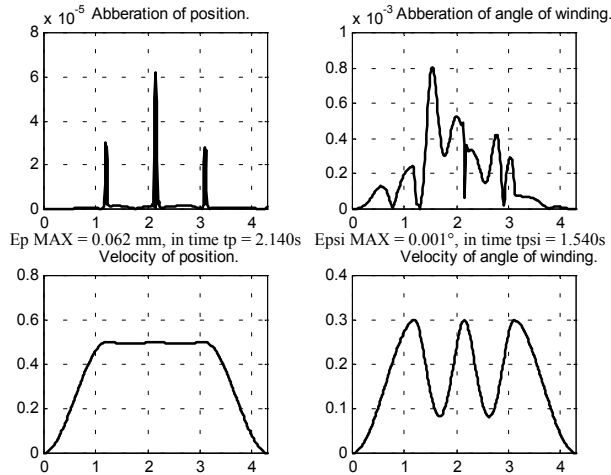 x 10-5 Abberation of position.
8
6
4
2
0
0 1 2 3 4
Ep MAX = 0.062 mm, in time tp = 2.140s
x 10-3 Abberation of angle of winding.
1
0.8
0.6
0.4
0.2
0
0 1 2 3 4
Epsi MAX = 0.001°, in time tpsi = 1.540s
Velocity of position.
0.8
0.6
0.4
0.2
0
0 1 2 3 4
Velocity of angle of winding.
0.4
0.3
0.2
0.1
0
0 1 2 3 4